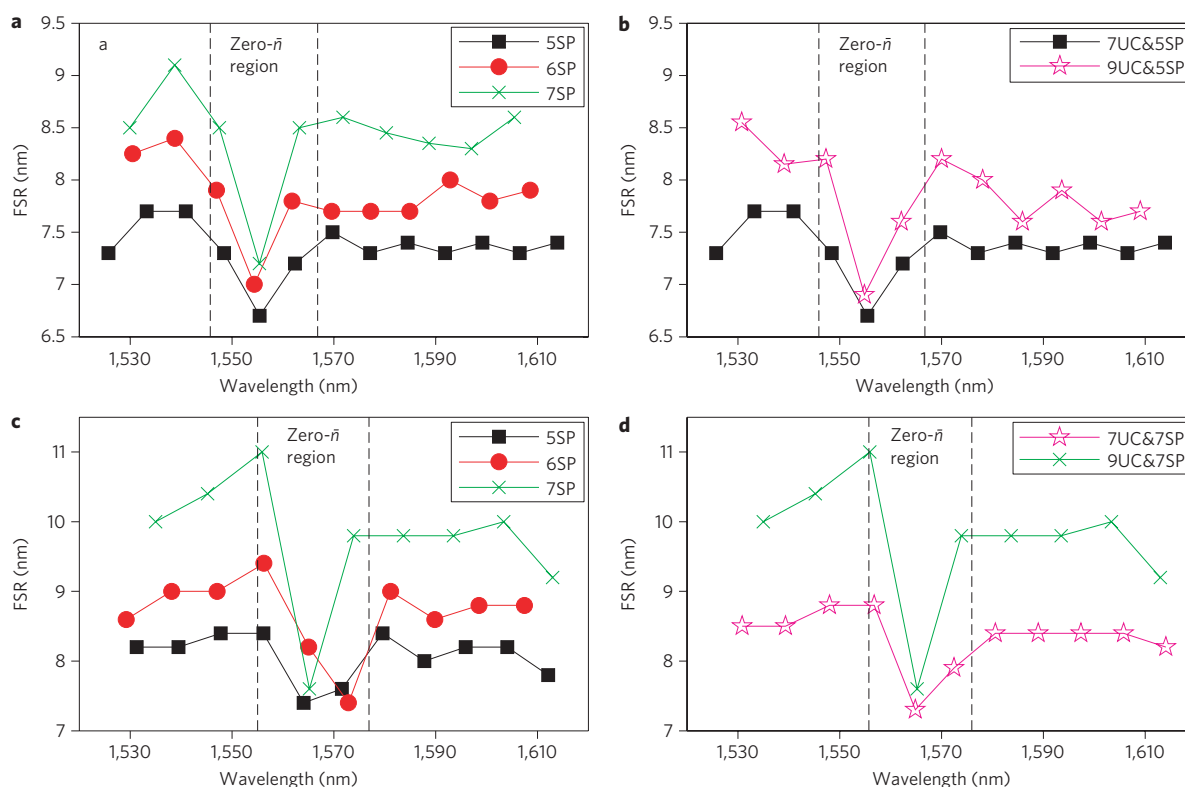 a
a
Zero-n̄
region
5SP
6SP
7SP
9.5
9
8.5
8
7.5
7
6.5
FSR (nm)
1,530 1,550 1,570 1,590 1,610
Wavelength (nm)
b
Zero-n̄
region
7UC&5SP
9UC&5SP
9.5
9
8.5
8
7.5
7
6.5
FSR (nm)
1,530 1,550 1,570 1,590 1,610
Wavelength (nm)
c
Zero-n̄
region
5SP
6SP
7SP
11
10
9
8
7
FSR (nm)
1,530 1,550 1,570 1,590 1,610
Wavelength (nm)
d
Zero-n̄
region
7UC&7SP
9UC&7SP
11
10
9
8
7
FSR (nm)
1,530 1,550 1,570 1,590 1,610
Wavelength (nm)